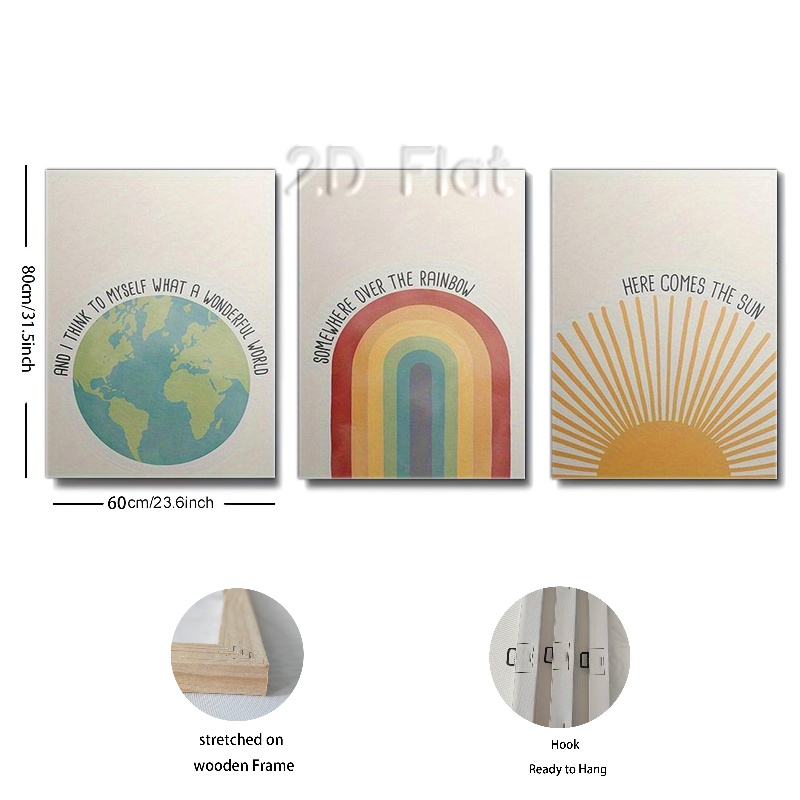 2.D Flat
80cm/31.5inch
AND I THINK TO MYSELF WHAT A WONDERFUL WORLD
SOMEWHERE OVER THE RAINBOW
HERE COMES THE SUN
60cm/23.6inch
stretched on
wooden Frame
Hook
Ready to Hang